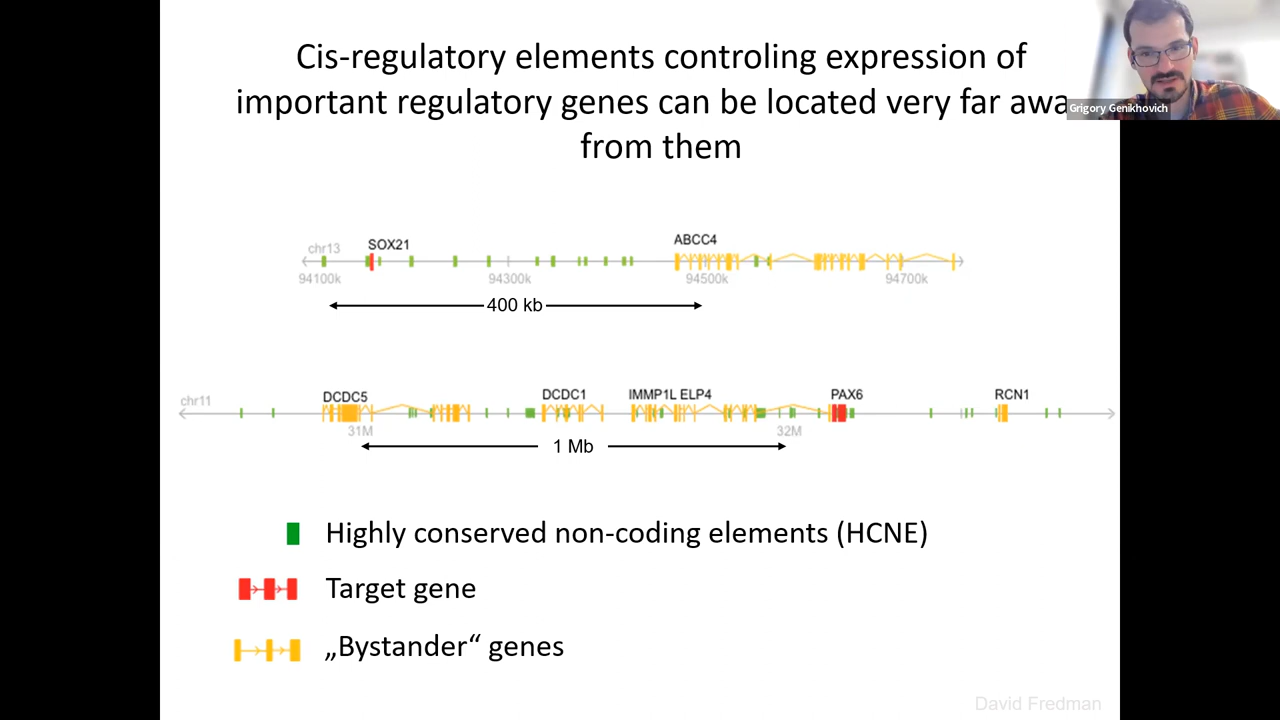 Cis-regulatory elements controling expression of
important regulatory genes can be located very far awa
from them
Grigory Genikhovich
chr13
SOX21
ABCC4
94100k
94300k
94500k
94700k
400 kb
chr11
DCDC5
DCDC1
IMMP1L ELP4
PAX6
RCN1
31M
32M
1 Mb
Highly conserved non-coding elements (HCNE)
Target gene
„Bystander“ genes
David Fredman